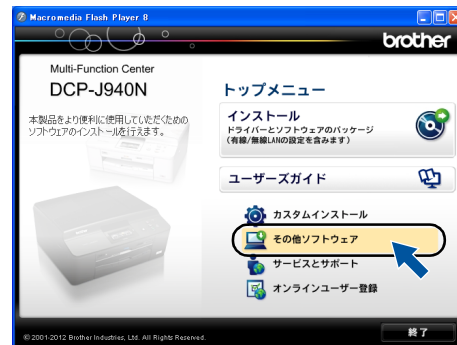 Macromedia Flash Player 8
brother
Multi-Function Center
DCP-J940N
本製品をより便利に使用していただくための
ソフトウェアのインストールを行えます。
トップメニュー
インストール
ドライバーとソフトウェアのパッケージ
(有線/無線LANの設定を含みます)
ユーザーズガイド
カスタムインストール
その他ソフトウェア
サービスとサポート
オンラインユーザー登録
© 2001-2012 Brother Industries, Ltd. All Rights Reserved.
終了